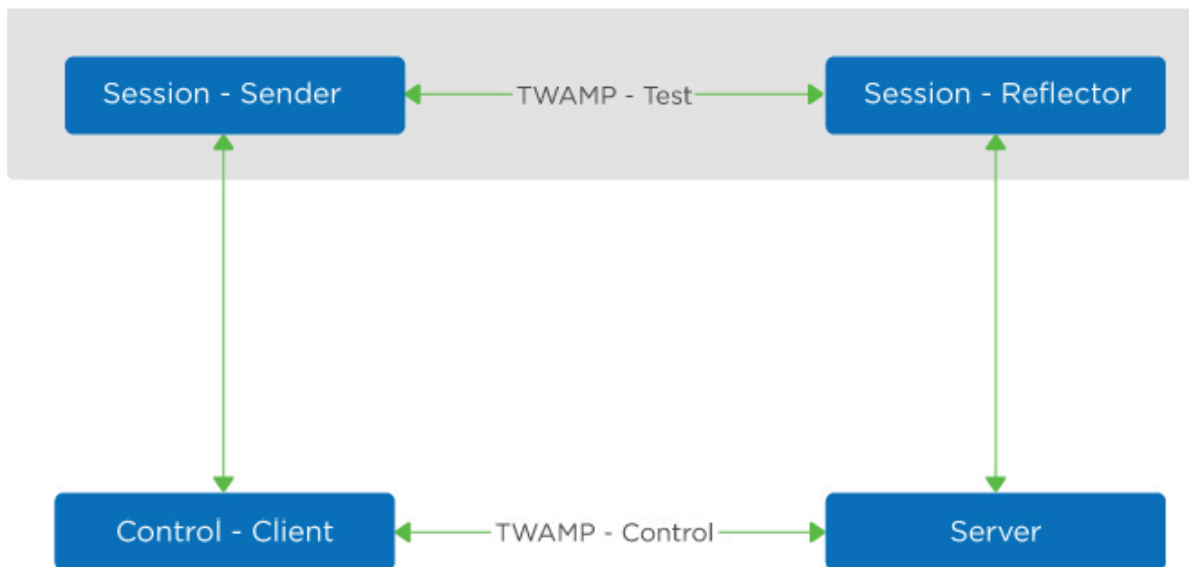 Session - Sender
TWAMP - Test
Session - Reflector
Control - Client
TWAMP - Control
Server